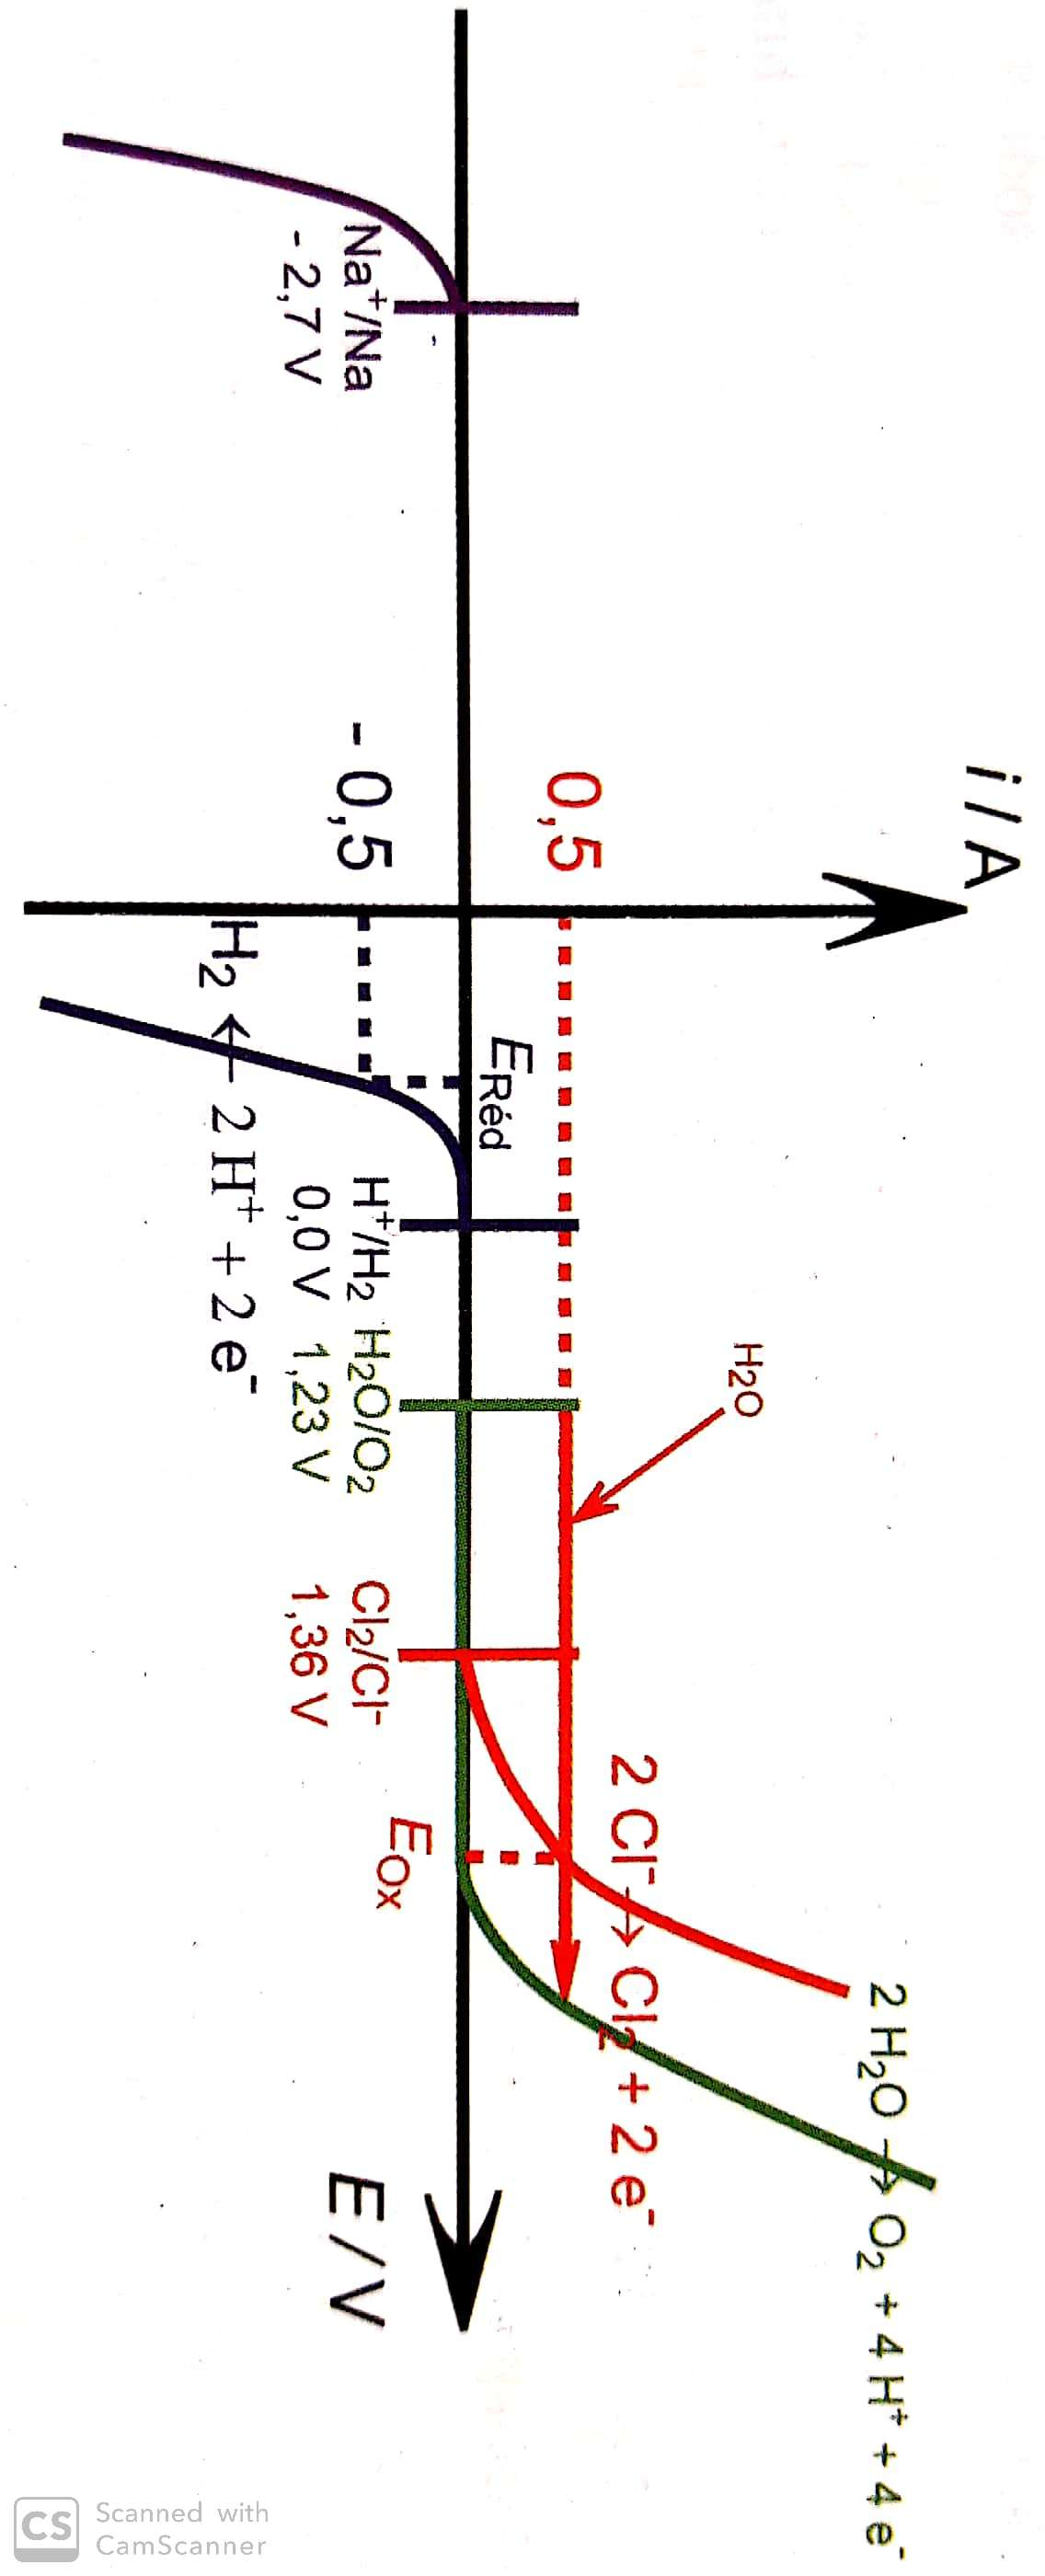 i / A
2 H₂O → O₂ + 4 H⁺ + 4 e⁻
H₂O
2 Cl⁻ → Cl₂ + 2 e⁻
0,5
E_Réd
E_Ox
Na⁺/Na
- 2,7 V
- 0,5
H⁺/H₂
0,0 V
H₂O/O₂
1,23 V
Cl₂/Cl⁻
1,36 V
E / V
H₂ ← 2 H⁺ + 2 e⁻
CS
Scanned with
CamScanner